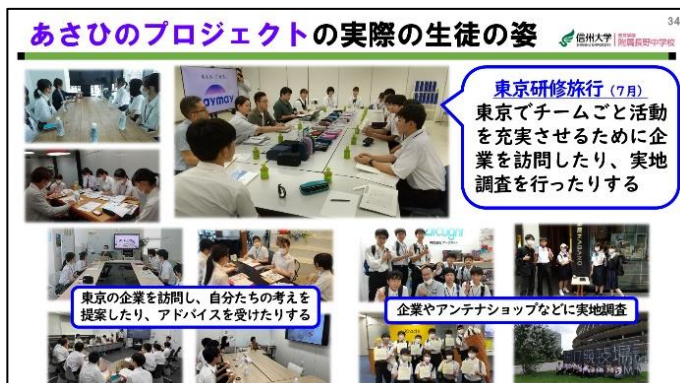 34
あさひのプロジェクトの実際の生徒の姿
信州大学
附属長野中学校
東京研修旅行（7月）
東京でチームごと活動
を充実させるために企
業を訪問したり、実地
調査を行ったりする
東京の企業を訪問し、自分たちの考えを
提案したり、アドバイスを受けたりする
企業やアンテナショップなどに実地調査